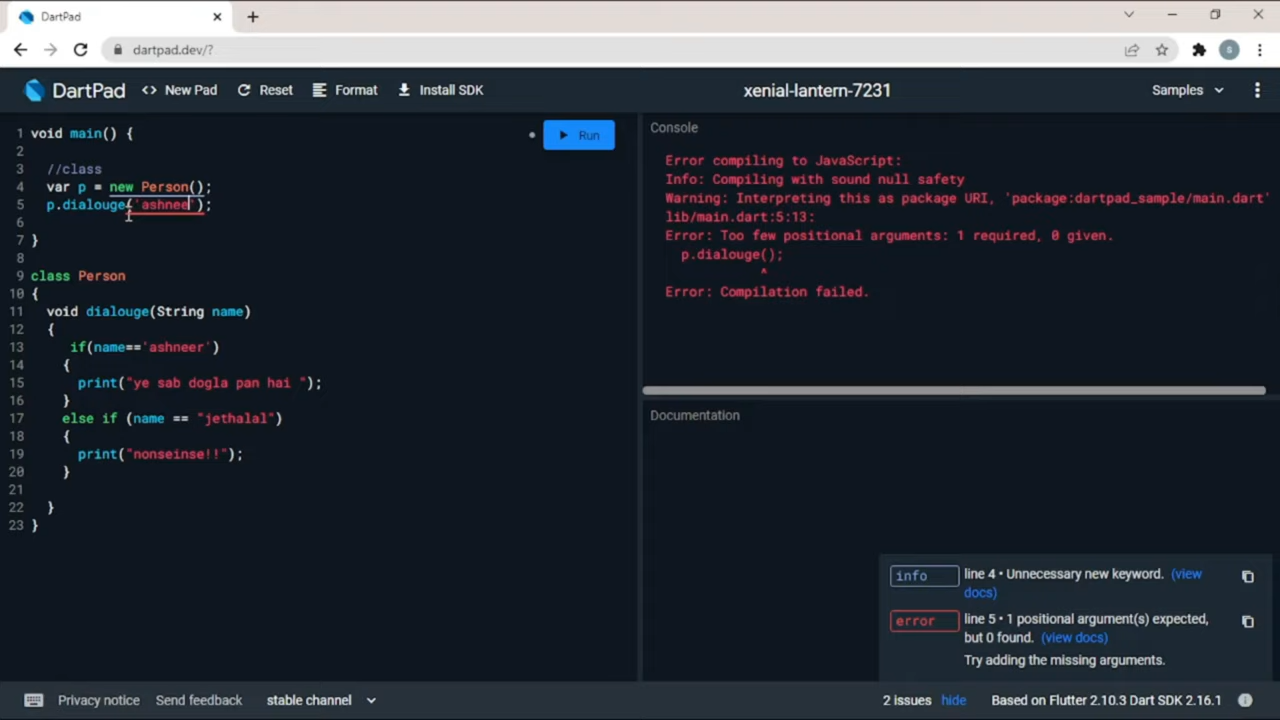 DartPad
dartpad.dev/?
S
DartPad
New Pad
Reset
Format
Install SDK
xenial-lantern-7231
Samples
1 void main() {
2
3 //class
4 var p = new Person();
5 p.dialouge('ashnee');
6
7 }
8
9 class Person
10 {
11 void dialouge(String name)
12 {
13 if(name=='ashneer')
14 {
15 print("ye sab dogla pan hai ");
16 }
17 else if (name == "jethalal")
18 {
19 print("nonseinse!!");
20 }
21
22 }
23 }
Run
Console
Error compiling to JavaScript:
Info: Compiling with sound null safety
Warning: Interpreting this as package URI, 'package:dartpad_sample/main.dart'
lib/main.dart:5:13:
Error: Too few positional arguments: 1 required, 0 given.
p.dialouge();
^
Error: Compilation failed.
Documentation
info line 4 • Unnecessary new keyword. (view
docs)
error line 5 • 1 positional argument(s) expected,
but 0 found. (view docs)
Try adding the missing arguments.
Privacy notice
Send feedback
stable channel
2 issues hide
Based on Flutter 2.10.3 Dart SDK 2.16.1